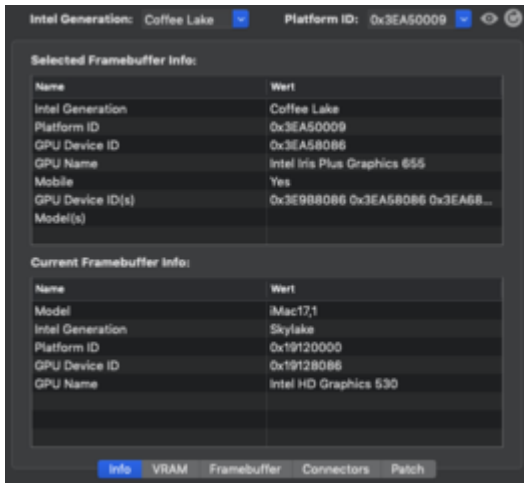 Intel Generation: Coffee Lake Platform ID: 0x3EA50009
Selected Framebuffer Info:
Name Wert
Intel Generation Coffee Lake
Platform ID 0x3EA50009
GPU Device ID 0x3EA58086
GPU Name Intel Iris Plus Graphics 655
Mobile Yes
GPU Device ID(s) 0x3E9B8086 0x3EA58086 0x3EA68...
Model(s)
Current Framebuffer Info:
Name Wert
Model iMac17,1
Intel Generation Skylake
Platform ID 0x19120000
GPU Device ID 0x19128086
GPU Name Intel HD Graphics 530
Info VRAM Framebuffer Connectors Patch